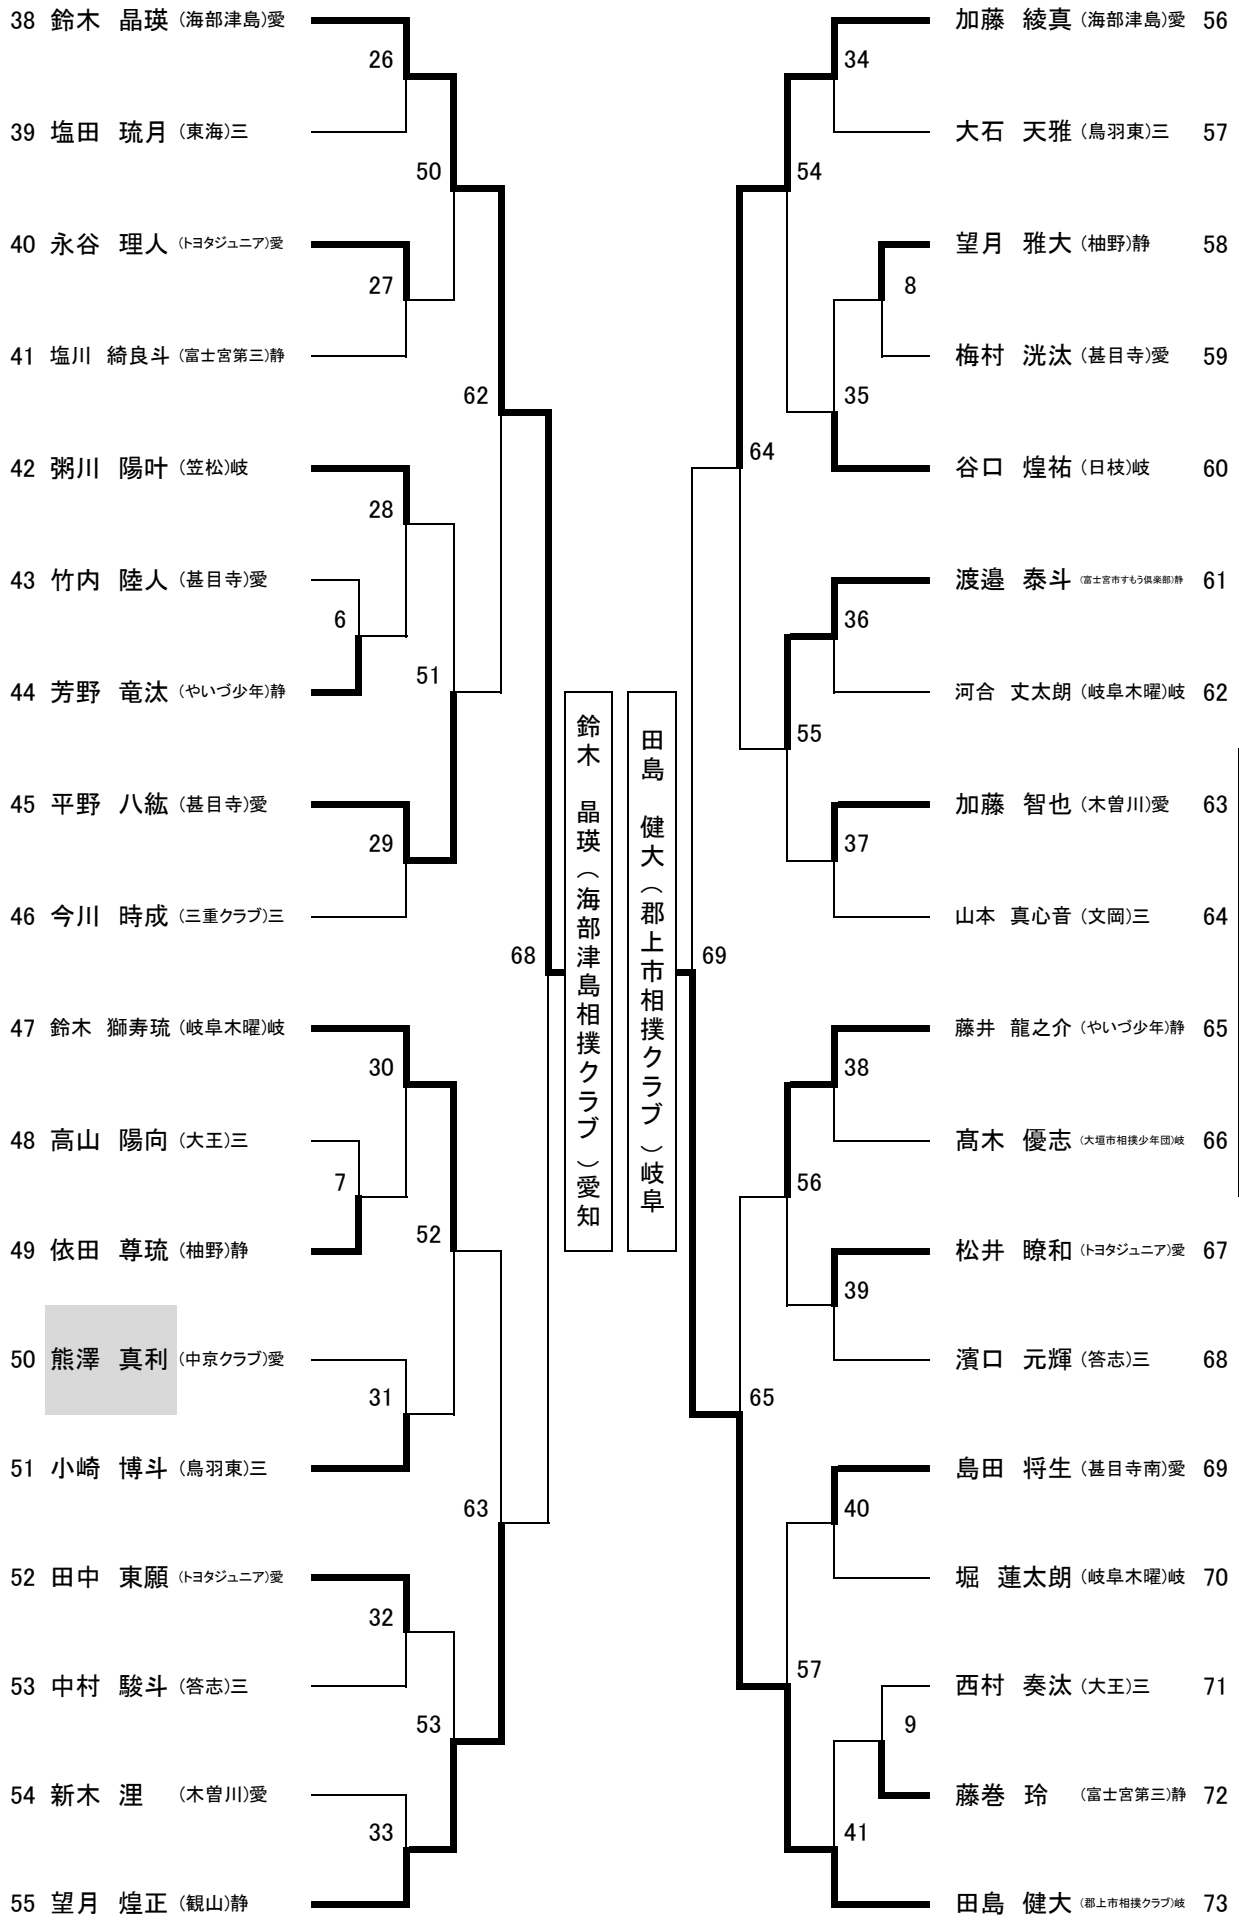 38 鈴木 晶瑛 (海部津島)愛
26
39 塩田 琉月 (東海)三
50
40 永谷 理人 (トヨタジュニア)愛
27
41 塩川 綺良斗 (富士宮第三)静
62
42 粥川 陽叶 (笠松)岐
28
43 竹内 陸人 (甚目寺)愛
6
44 芳野 竜汰 (やいづ少年)静
51
45 平野 八紘 (甚目寺)愛
29
46 今川 時成 (三重クラブ)三
68
47 鈴木 獅寿琉 (岐阜木曜)岐
30
48 高山 陽向 (大王)三
7
49 依田 尊琉 (柚野)静
52
50 熊澤 真利 (中京クラブ)愛
31
51 小崎 博斗 (鳥羽東)三
63
52 田中 東願 (トヨタジュニア)愛
32
53 中村 駿斗 (答志)三
53
54 新木 浬 (木曽川)愛
33
55 望月 煌正 (観山)静
鈴木 晶瑛(海部津島相撲クラブ)愛知
田島 健大(郡上市相撲クラブ)岐阜
加藤 綾真 (海部津島)愛 56
34
大石 天雅 (鳥羽東)三 57
54
望月 雅大 (柚野)静 58
8
梅村 洸汰 (甚目寺)愛 59
35
64
谷口 煌祐 (日枝)岐 60
渡邉 泰斗 (富士宮市すもう倶楽部)静 61
36
河合 丈太朗 (岐阜木曜)岐 62
55
加藤 智也 (木曽川)愛 63
37
山本 真心音 (文岡)三 64
69
藤井 龍之介 (やいづ少年)静 65
38
髙木 優志 (大垣市相撲少年団)岐 66
56
松井 暸和 (トヨタジュニア)愛 67
39
濱口 元輝 (答志)三 68
65
島田 将生 (甚目寺南)愛 69
40
堀 蓮太朗 (岐阜木曜)岐 70
57
西村 奏汰 (大王)三 71
9
藤巻 玲 (富士宮第三)静 72
41
田島 健大 (郡上市相撲クラブ)岐 73